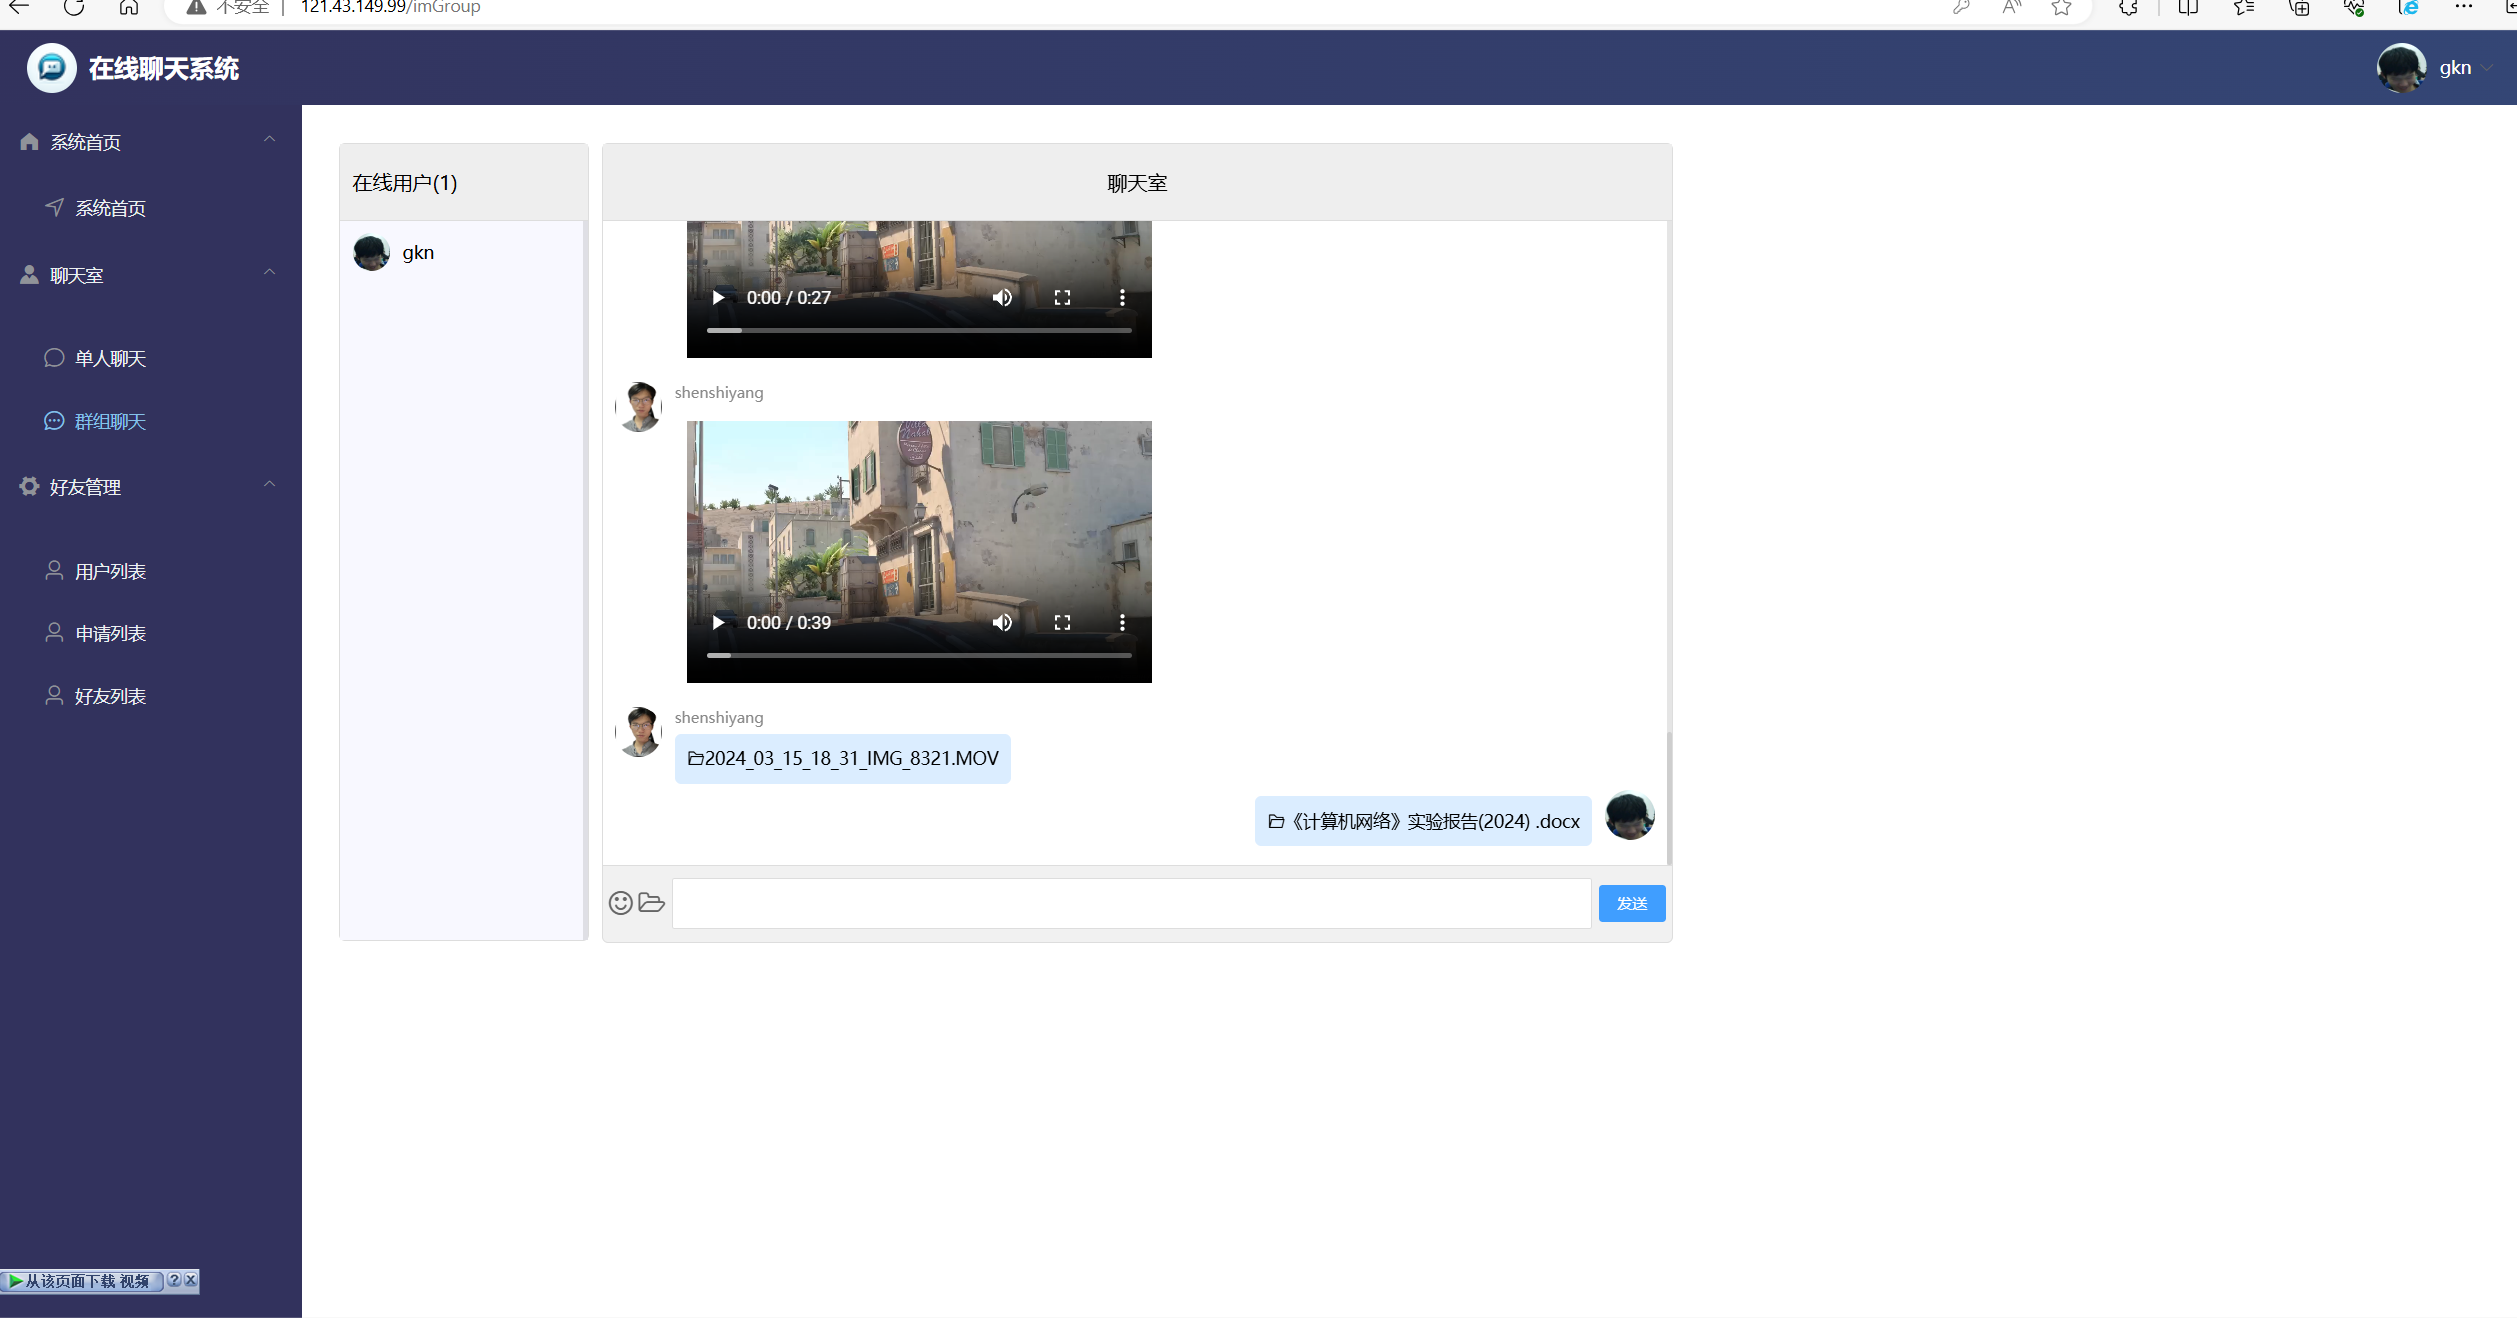 不安全 | 121.43.149.99/imGroup
在线聊天系统
gkn
系统首页
系统首页
聊天室
单人聊天
群组聊天
好友管理
用户列表
申请列表
好友列表
在线用户(1)
gkn
聊天室
0:00 / 0:27
shenshiyang
0:00 / 0:39
shenshiyang
2024_03_15_18_31_IMG_8321.MOV
《计算机网络》实验报告(2024) .docx
发送
从该页面下载 视频 ? x